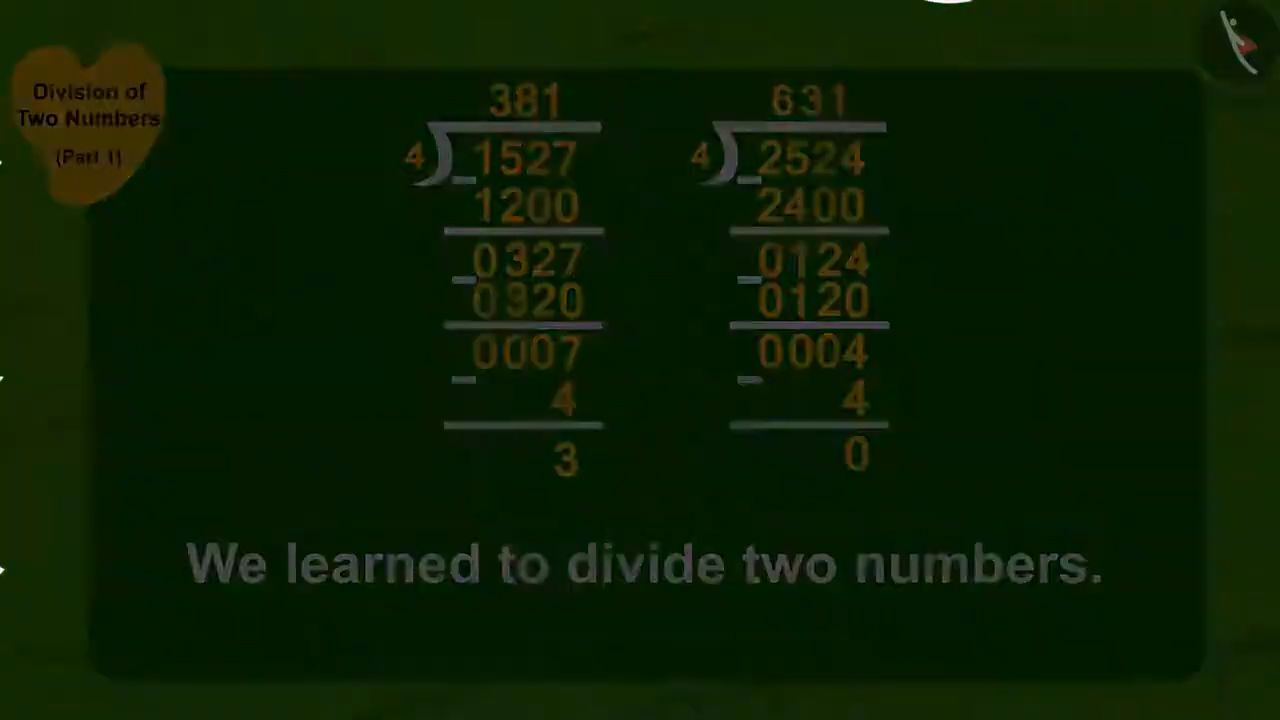 Division of
Two Numbers
(Part 1)
381
4 ) 1527
1200
0327
0320
0007
4
3
631
4 ) 2524
2400
0124
0120
0004
4
0
We learned to divide two numbers.